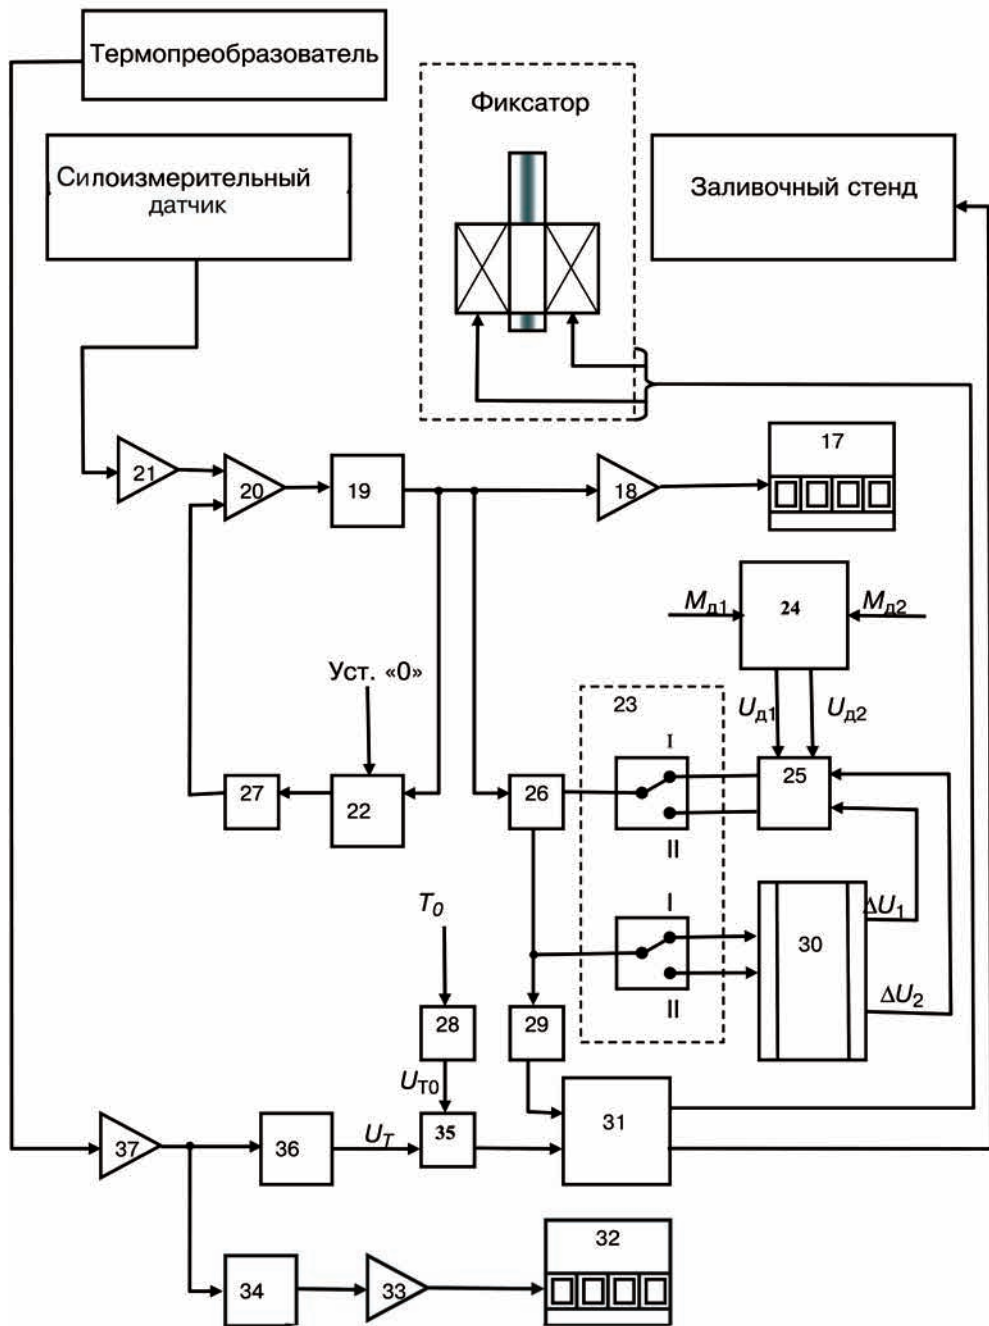 Термопреобразователь
Фиксатор
Силоизмерительный
датчик
Заливочный стенд
17
21
20
19
18
24
Mд1
Mд2
Уст. «0»
Uд1
Uд2
23
I
25
27
22
26
II
I
T0
ΔU1
30
28
29
II
ΔU2
UT0
31
37
36
UT
35
32
34
33